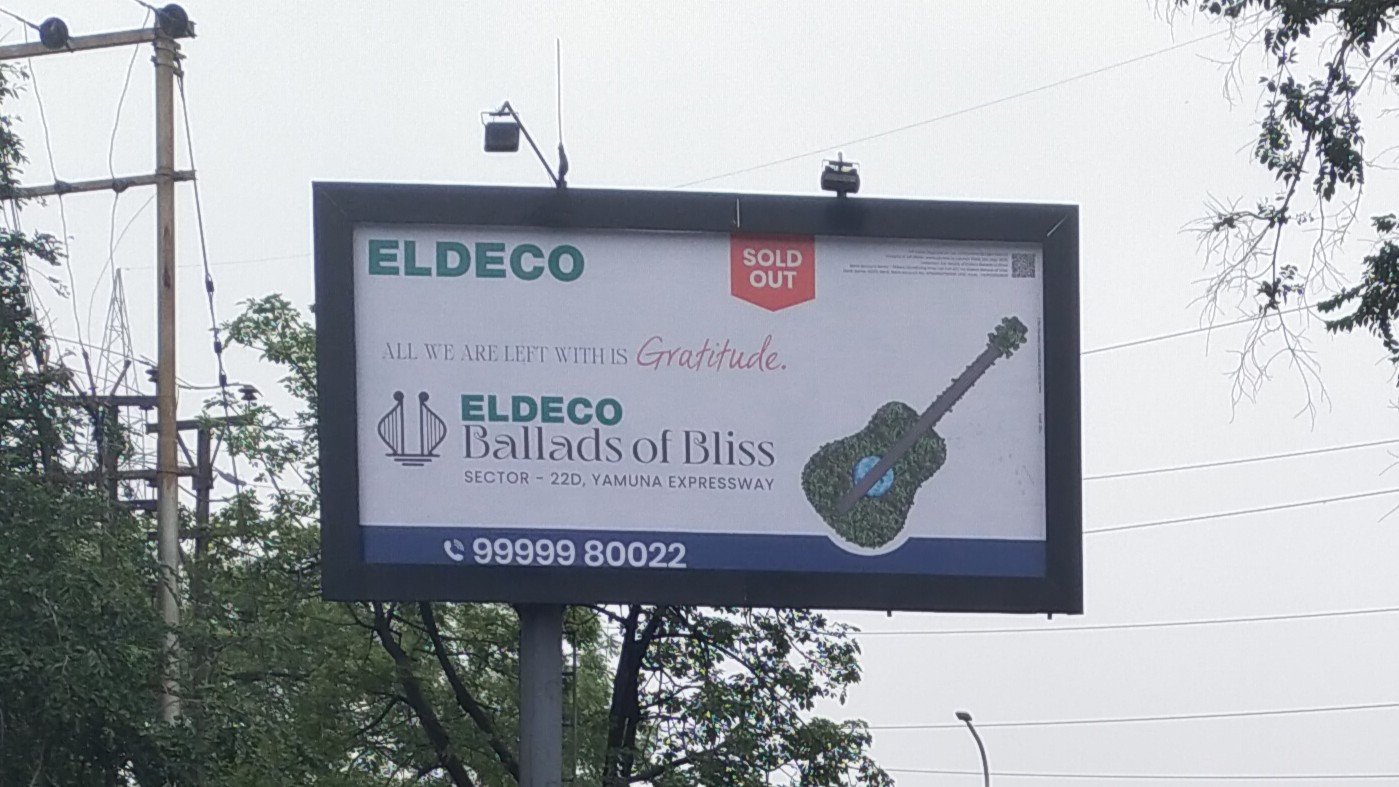 ELDECO
SOLD
OUT
ALL WE ARE LEFT WITH IS Gratitude.
ELDECO
Ballads of Bliss
SECTOR - 22D, YAMUNA EXPRESSWAY
99999 80022